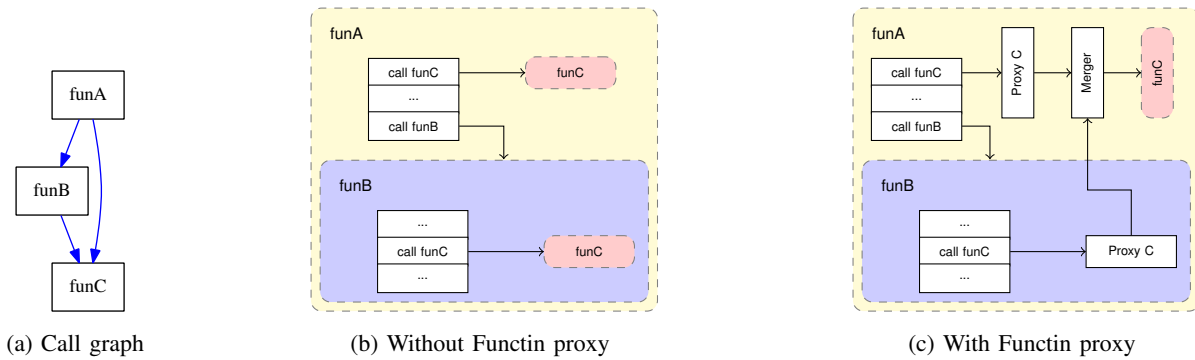 funA
funB
funC
(a) Call graph
funA
call funC
...
call funB
funC
funB
...
call funC
...
funC
(b) Without Functin proxy
funA
call funC
...
call funB
Proxy C
Merger
funC
funB
...
call funC
...
Proxy C
(c) With Functin proxy